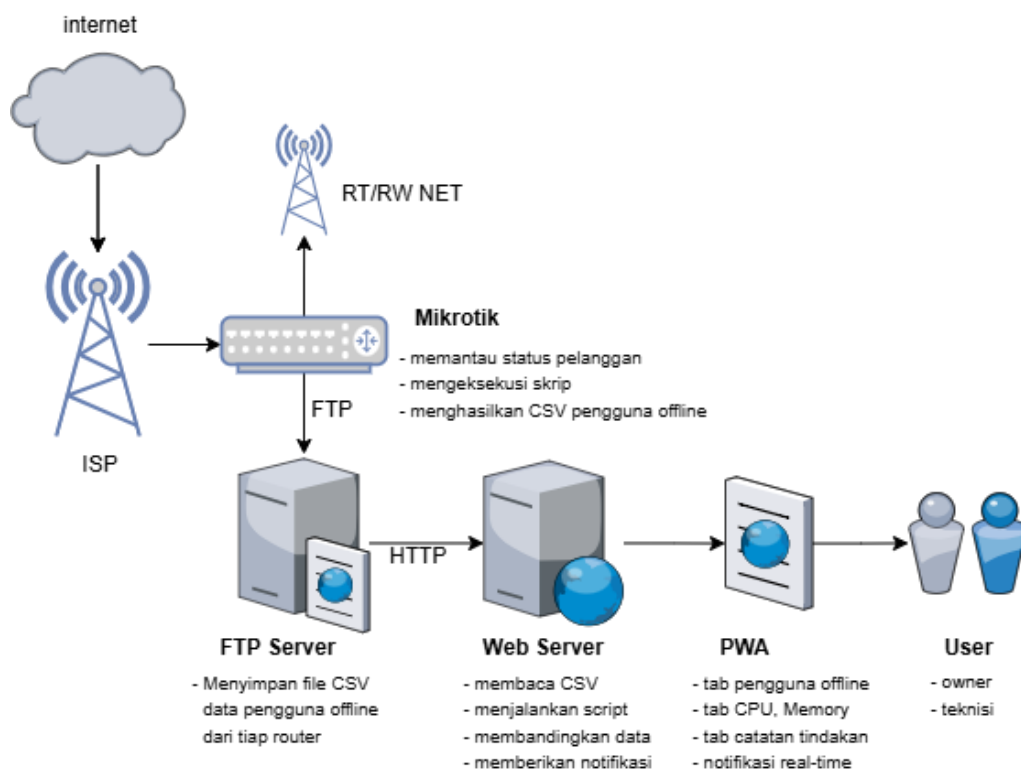 internet
RT/RW NET
Mikrotik
- memantau status pelanggan
- mengeksekusi skrip
- menghasilkan CSV pengguna offline
FTP
ISP
HTTP
FTP Server
- Menyimpan file CSV
data pengguna offline
dari tiap router
Web Server
- membaca CSV
- menjalankan script
- membandingkan data
- memberikan notifikasi
PWA
- tab pengguna offline
- tab CPU, Memory
- tab catatan tindakan
- notifikasi real-time
User
- owner
- teknisi